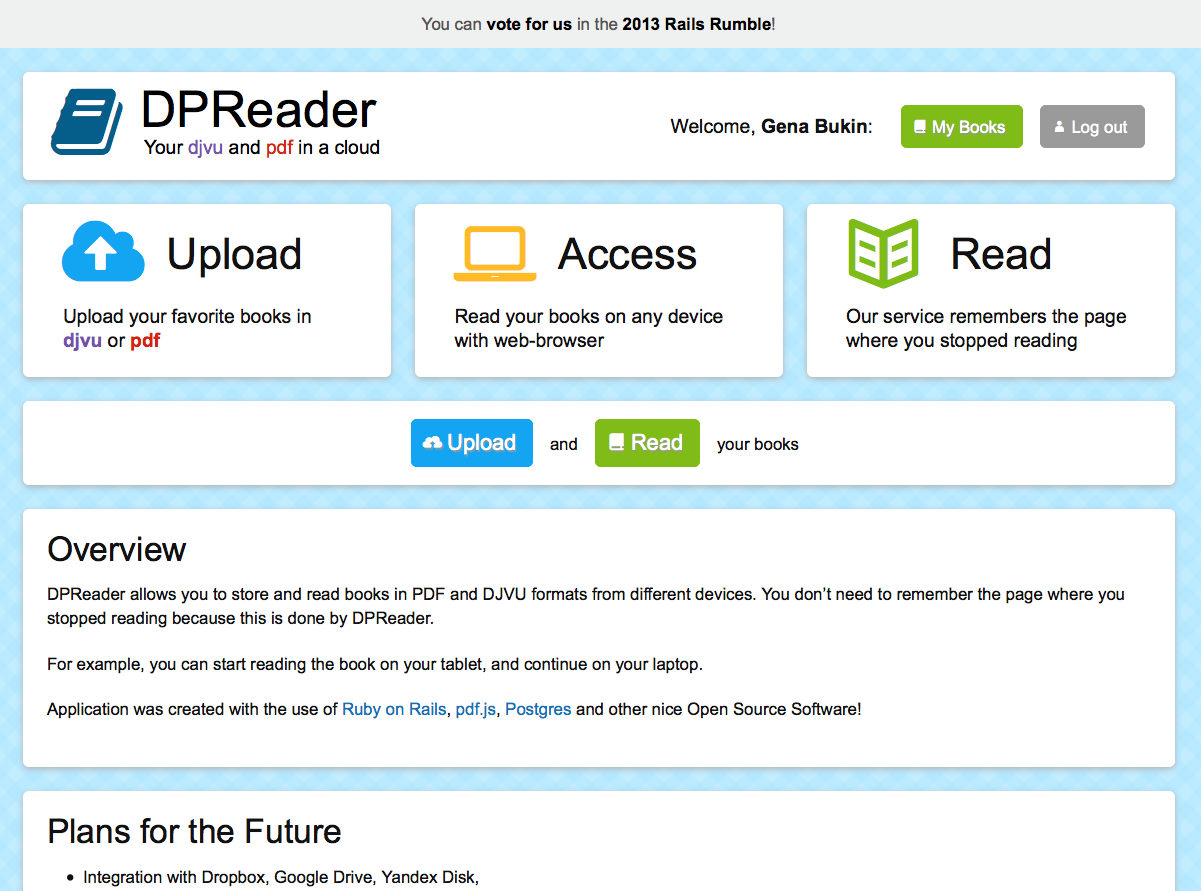 You can vote for us in the 2013 Rails Rumble!
DPReader
Your djvu and pdf in a cloud
Welcome, Gena Bukin:
My Books
Log out
Upload
Upload your favorite books in
djvu or pdf
Access
Read your books on any device
with web-browser
Read
Our service remembers the page
where you stopped reading
Upload and Read your books
Overview
DPReader allows you to store and read books in PDF and DJVU formats from different devices. You don’t need to remember the page where you
stopped reading because this is done by DPReader.
For example, you can start reading the book on your tablet, and continue on your laptop.
Application was created with the use of Ruby on Rails, pdf.js, Postgres and other nice Open Source Software!
Plans for the Future
• Integration with Dropbox, Google Drive, Yandex Disk,